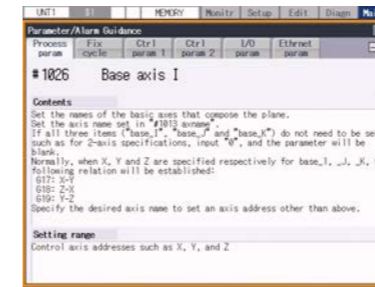 UNT1 S1 MEMORY Monitr Setup Edit Diagn Ma
Parameter/Alarm Guidance
Process param Fix cycle Ctrl param 1 Ctrl param 2 I/O param Ethrnet param
#1026 Base axis I
Contents
Set the names of the basic axes that compose the plane.
Set the axis name set in "#1013 axname".
If all three items ("base_I", "base_J" and "base_K") do not need to be se
such as for 2-axis specifications, input "0", and the parameter will be
blank.
Normally, when X, Y and Z are specified respectively for base_I, _J, _K,
following relation will be established:
G17: X-Y
G18: Z-X
G19: Y-Z
Specify the desired axis name to set an axis address other than above.
Setting range
Control axis addresses such as X, Y, and Z